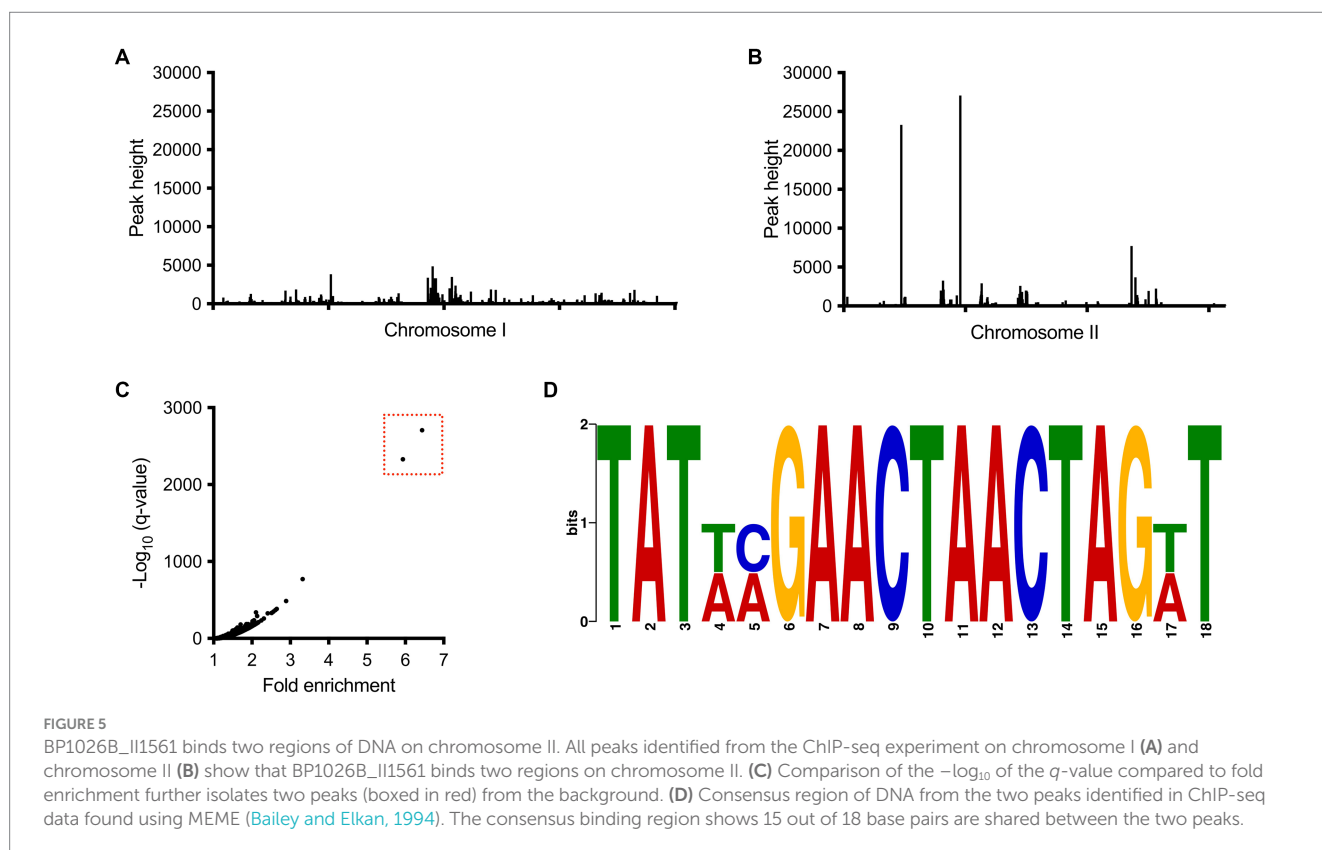 A
30000
25000
20000
15000
10000
5000
0
Peak height
Chromosome I
B
30000
25000
20000
15000
10000
5000
0
Peak height
Chromosome II
C
3000
2000
1000
0
-Log10 (q-value)
1 2 3 4 5 6 7
Fold enrichment
D
2
1
0
bits
TATTCGAACTAACTAGTT
AAA
1 2 3 4 5 6 7 8 9 10 11 12 13 14 15 16 17 18
FIGURE 5
BP1026B_II1561 binds two regions of DNA on chromosome II. All peaks identified from the ChIP-seq experiment on chromosome I (A) and
chromosome II (B) show that BP1026B_II1561 binds two regions on chromosome II. (C) Comparison of the −log10 of the q-value compared to fold
enrichment further isolates two peaks (boxed in red) from the background. (D) Consensus region of DNA from the two peaks identified in ChIP-seq
data found using MEME (Bailey and Elkan, 1994). The consensus binding region shows 15 out of 18 base pairs are shared between the two peaks.